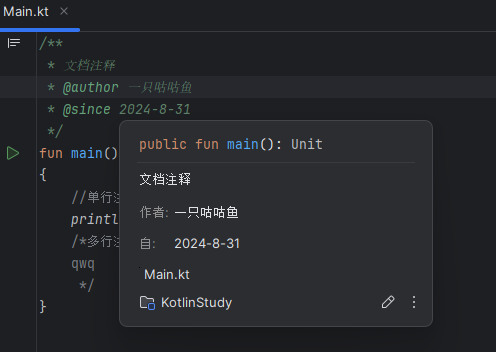 Main.kt
/**
* 文档注释
* @author 一只咕咕鱼
* @since 2024-8-31
*/
fun main()
{
//单行注
printl
/*多行注
qwq
*/
}
public fun main(): Unit
文档注释
作者: 一只咕咕鱼
自: 2024-8-31
Main.kt
KotlinStudy